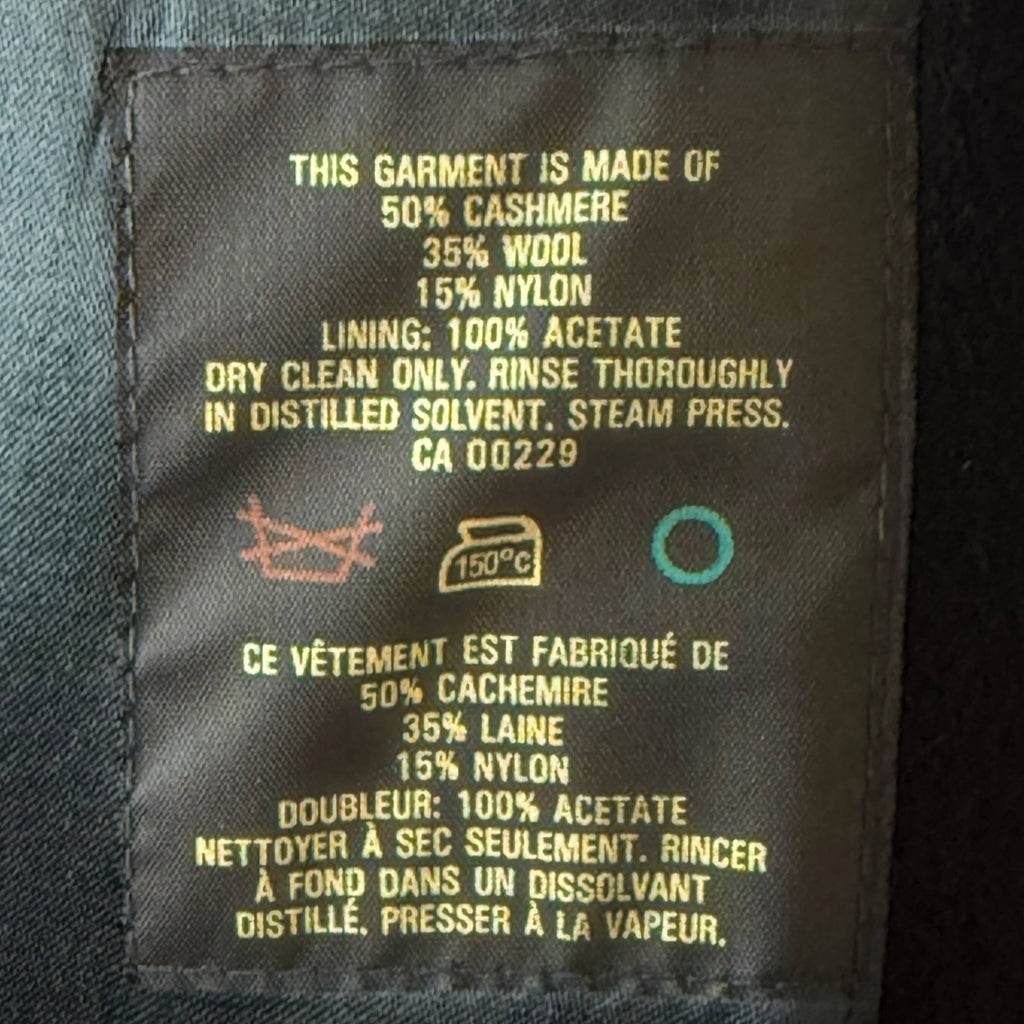 THIS GARMENT IS MADE OF
50% CASHMERE
35% WOOL
15% NYLON
LINING: 100% ACETATE
DRY CLEAN ONLY. RINSE THOROUGHLY
IN DISTILLED SOLVENT. STEAM PRESS.
CA 00229
150°C
CE VÊTEMENT EST FABRIQUÉ DE
50% CACHEMIRE
35% LAINE
15% NYLON
DOUBLEUR: 100% ACETATE
NETTOYER À SEC SEULEMENT. RINCER
À FOND DANS UN DISSOLVANT
DISTILLÉ. PRESSER À LA VAPEUR.